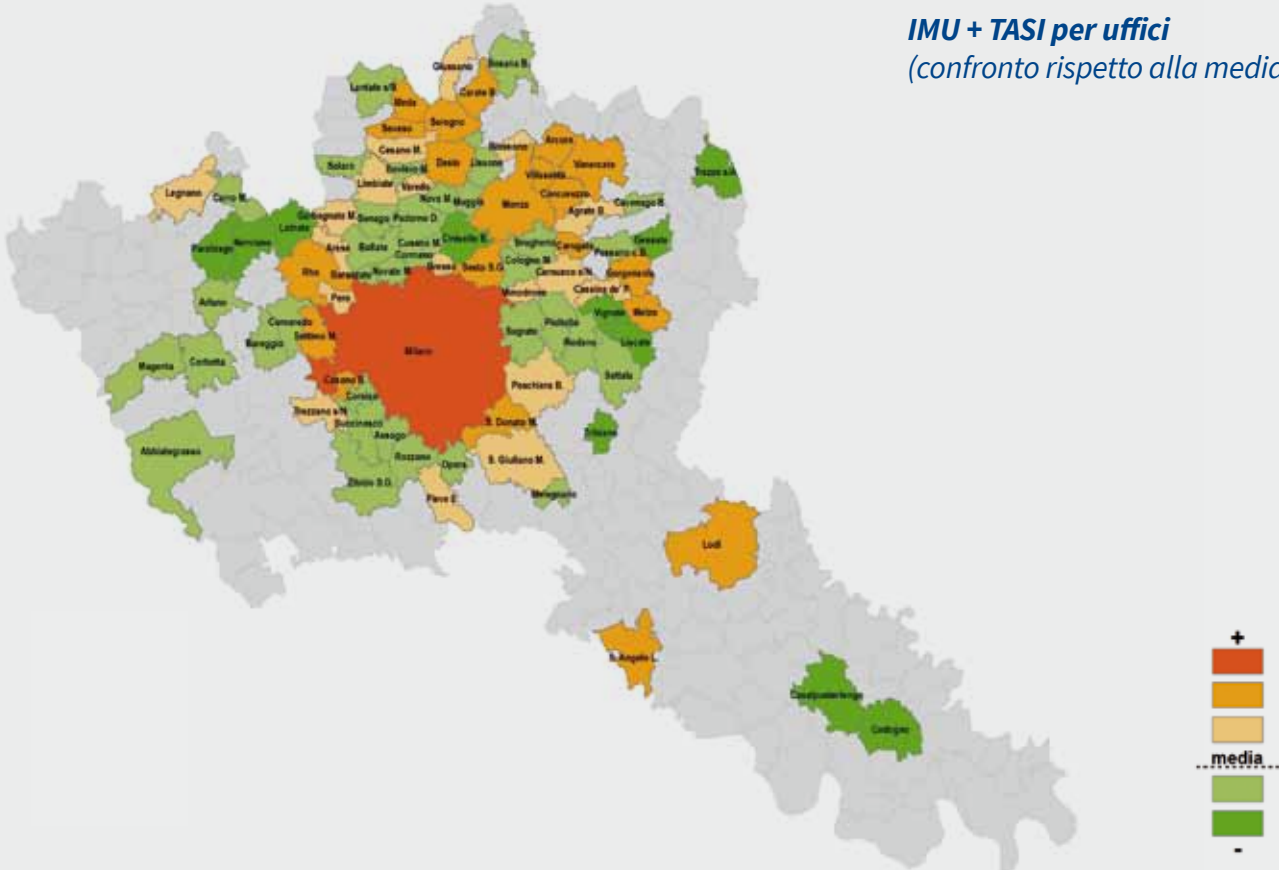 IMU + TASI per uffici
(confronto rispetto alla media
Giussano
Besana B.
Lentate s/S.
Meda
Carate B.
Seveso
Seregno
Cesano M.
Desio
Lissone
Biassono
Arcore
Vimercate
Villasanta
Trezzo s/A.
Solaro
Bovisio M.
Limbiate
Varedo
Nova M.
Muggiò
Monza
Concorezzo
Agrate B.
Cavenago B.
Legnano
Cerro M.
Garbagnate M.
Senago
Paderno D.
Lainate
Nerviano
Parabiago
Arese
Bollate
Cusano M.
Cormano
Cinisello B.
Brugherio
Carugate
Pessano c.B.
Gessate
Rho
Baranzate
Novate M.
Bresso
Sesto S.G.
Cologno M.
Cernusco s/N.
Gorgonzola
Cassina de' P.
Pero
Vimodrone
Arluno
Cornaredo
Settimo M.
Bareggio
Milano
Segrate
Pioltello
Vignate
Melzo
Rodano
Liscate
Settala
Magenta
Corbetta
Cesano B.
Corsico
Peschiera B.
Trezzano s/N.
Buccinasco
Assago
S. Donato M.
Tribiano
Abbiategrasso
Rozzano
Opera
S. Giuliano M.
Zibido S.G.
Pieve E.
Melegnano
Lodi
S. Angelo L.
Casalpusterlengo
Codogno
+
media
-